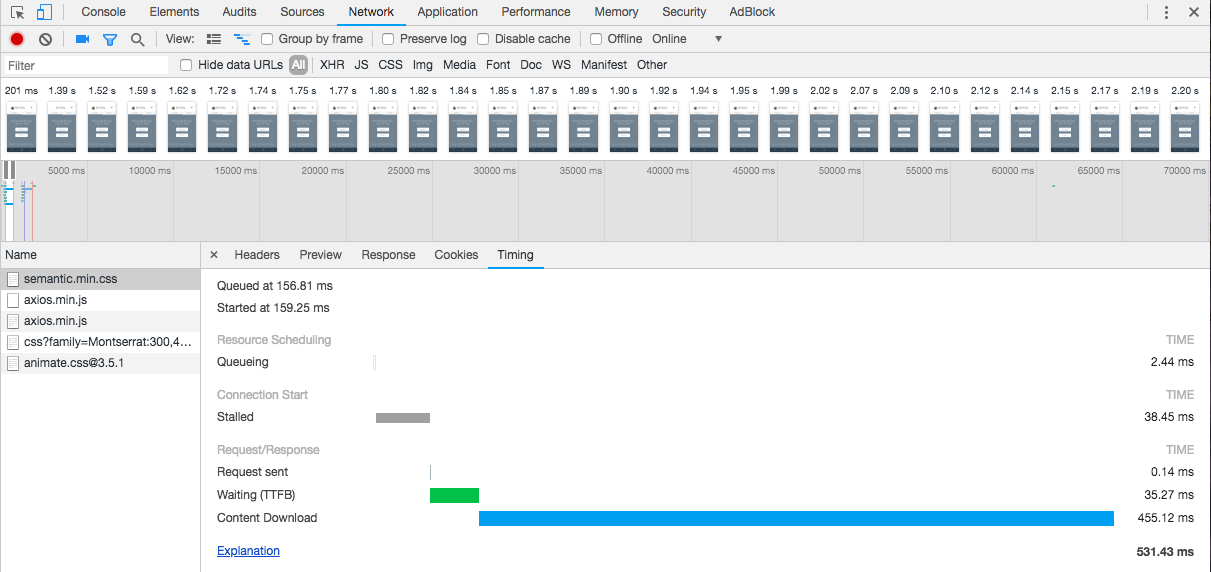 Console Elements Audits Sources Network Application Performance Memory Security AdBlock
View: Group by frame Preserve log Disable cache Offline Online
Filter Hide data URLs All XHR JS CSS Img Media Font Doc WS Manifest Other
201 ms 1.39 s 1.52 s 1.59 s 1.62 s 1.72 s 1.74 s 1.75 s 1.77 s 1.80 s 1.82 s 1.84 s 1.85 s 1.87 s 1.89 s 1.90 s 1.92 s 1.94 s 1.95 s 1.99 s 2.02 s 2.07 s 2.09 s 2.10 s 2.12 s 2.14 s 2.15 s 2.17 s 2.19 s 2.20 s
5000 ms 10000 ms 15000 ms 20000 ms 25000 ms 30000 ms 35000 ms 40000 ms 45000 ms 50000 ms 55000 ms 60000 ms 65000 ms 70000 ms
Name Headers Preview Response Cookies Timing
semantic.min.css
axios.min.js
axios.min.js
css?family=Montserrat:300,4...
animate.css@3.5.1
Queued at 156.81 ms
Started at 159.25 ms
Resource Scheduling TIME
Queueing 2.44 ms
Connection Start TIME
Stalled 38.45 ms
Request/Response TIME
Request sent 0.14 ms
Waiting (TTFB) 35.27 ms
Content Download 455.12 ms
Explanation 531.43 ms